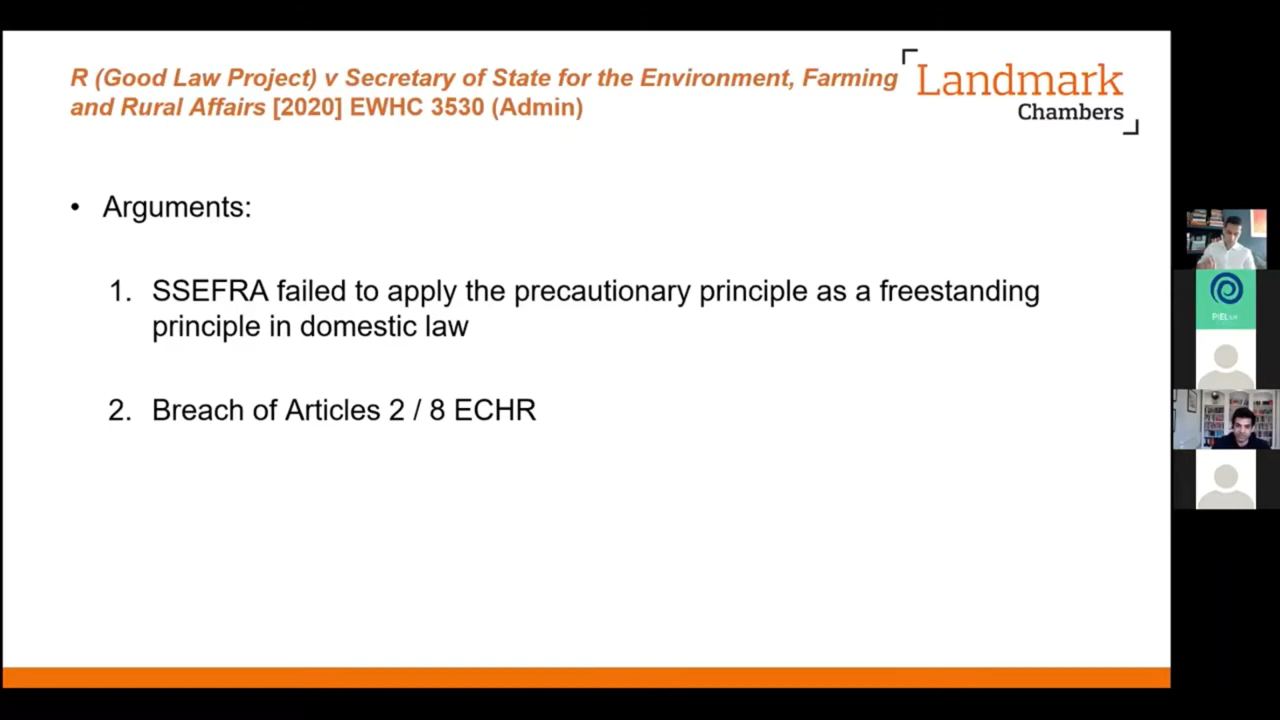 R (Good Law Project) v Secretary of State for the Environment, Farming
and Rural Affairs [2020] EWHC 3530 (Admin)
Landmark
Chambers
• Arguments:
1. SSEFRA failed to apply the precautionary principle as a freestanding
principle in domestic law
2. Breach of Articles 2 / 8 ECHR